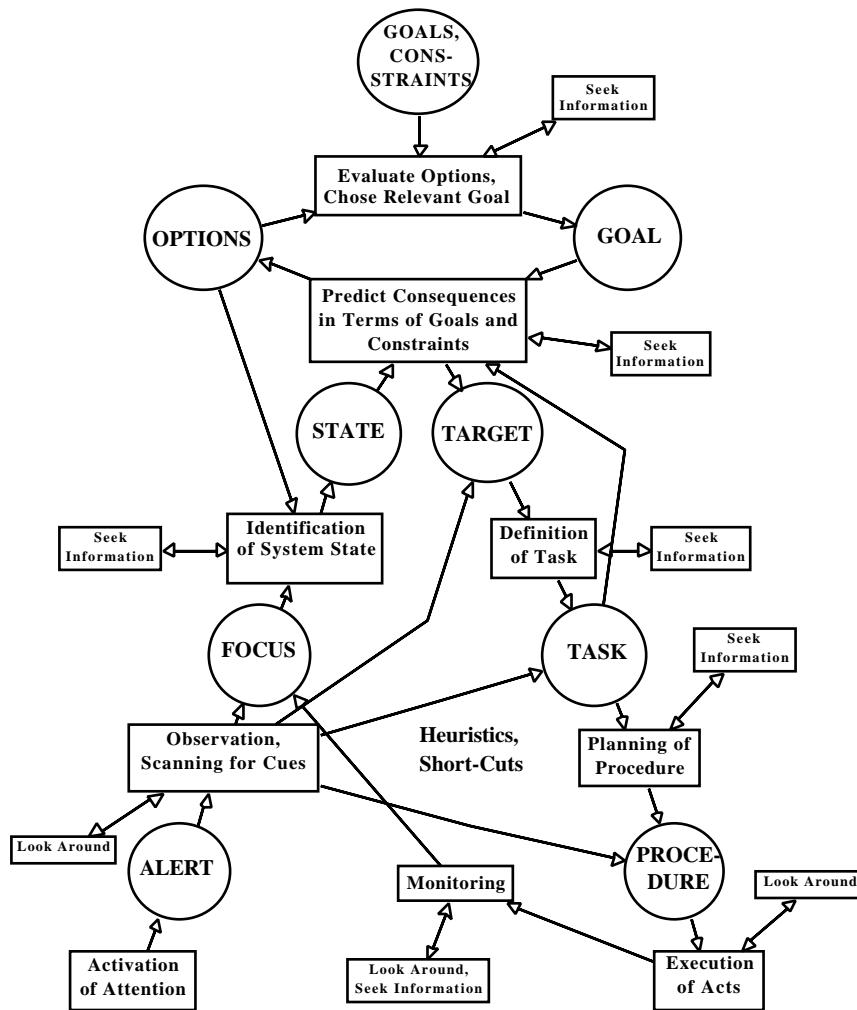 GOALS,
CONS-
STRAINTS
Seek
Information
Evaluate Options,
Chose Relevant Goal
OPTIONS
GOAL
Predict Consequences
in Terms of Goals and
Constraints
Seek
Information
STATE
TARGET
Seek
Information
Identification
of System State
Definition
of Task
Seek
Information
FOCUS
TASK
Seek
Information
Observation,
Scanning for Cues
Heuristics,
Short-Cuts
Planning of
Procedure
Look Around
ALERT
Monitoring
PROCE-
DURE
Look Around
Activation
of Attention
Look Around,
Seek Information
Execution
of Acts